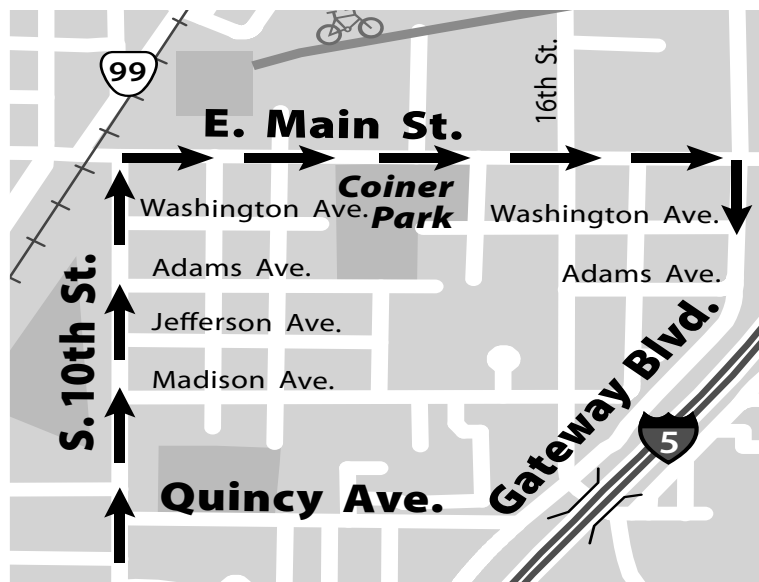 99
16th St.
E. Main St.
Coiner
Park
Washington Ave.
Washington Ave.
Adams Ave.
Adams Ave.
S. 10th St.
Jefferson Ave.
Gateway Blvd.
Madison Ave.
5
Quincy Ave.